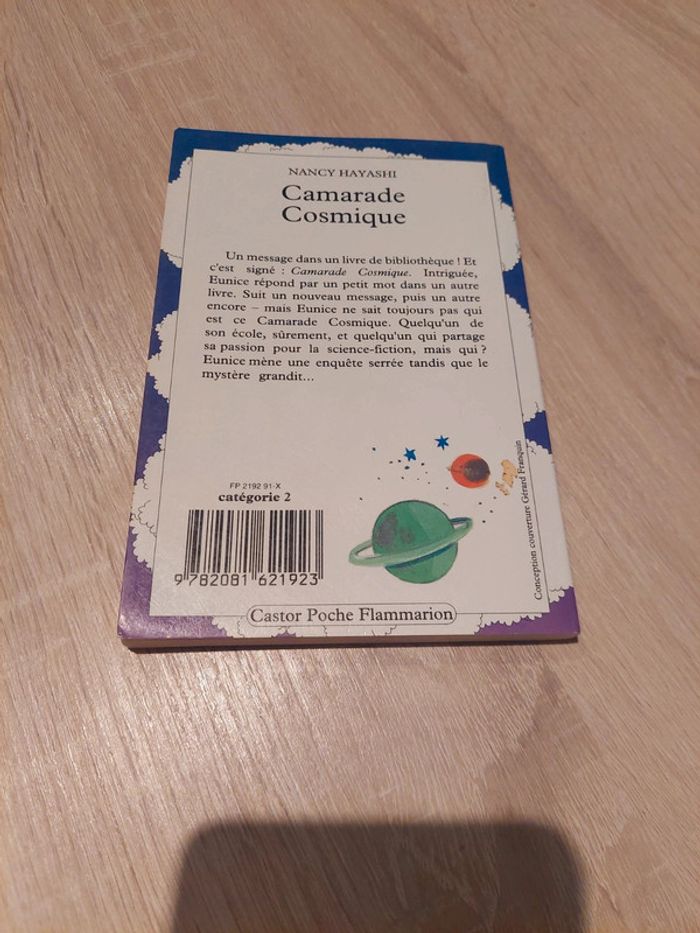 NANCY HAYASHI
Camarade
Cosmique
Un message dans un livre de bibliothèque ! Et
c'est signé : Camarade Cosmique. Intriguée,
Eunice répond par un petit mot dans un autre
livre. Suit un nouveau message, puis un autre
encore – mais Eunice ne sait toujours pas qui
est ce Camarade Cosmique. Quelqu'un de
son école, sûrement, et quelqu'un qui partage
sa passion pour la science-fiction, mais qui ?
Eunice mène une enquête serrée tandis que le
mystère grandit...
FP 2192 91-X
catégorie 2
9 782081 621923
Conception couverture Gérard Franquin
Castor Poche Flammarion